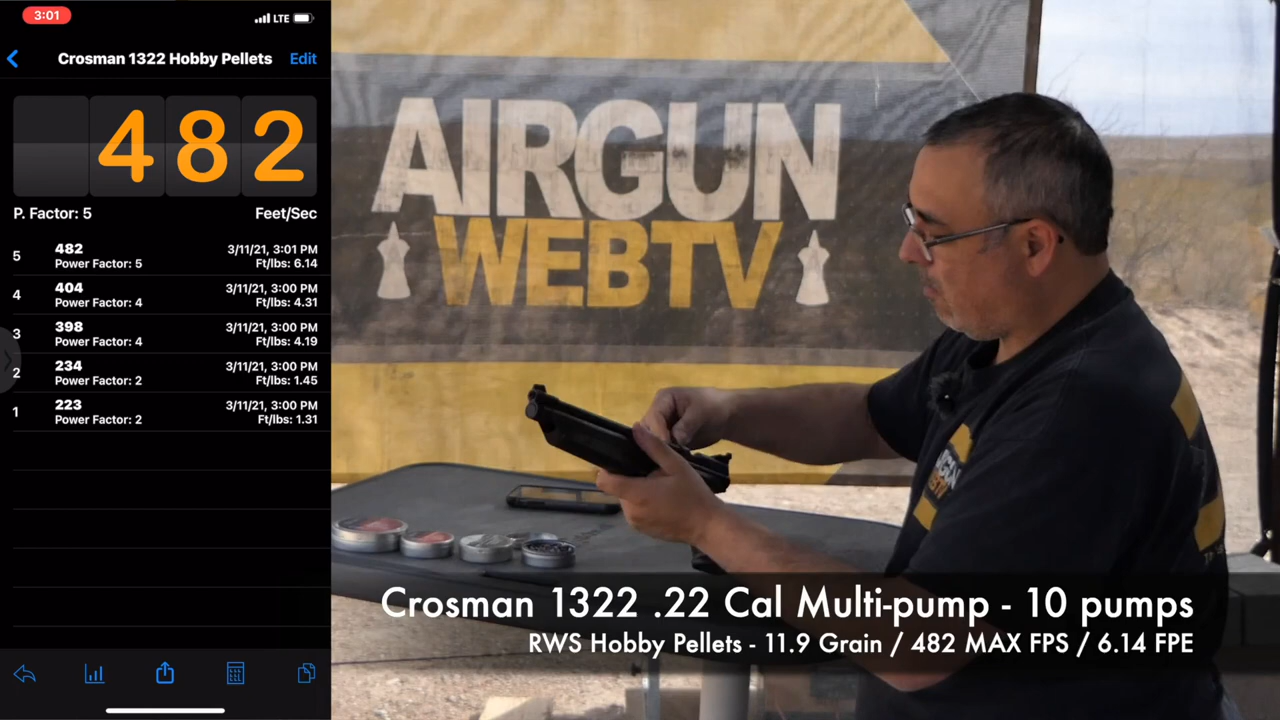 3:01
LTE
Crosman 1322 Hobby Pellets Edit
482
P. Factor: 5 Feet/Sec
5 482 3/11/21, 3:01 PM
Power Factor: 5 Ft/lbs: 6.14
4 404 3/11/21, 3:00 PM
Power Factor: 4 Ft/lbs: 4.31
3 398 3/11/21, 3:00 PM
Power Factor: 4 Ft/lbs: 4.19
2 234 3/11/21, 3:00 PM
Power Factor: 2 Ft/lbs: 1.45
1 223 3/11/21, 3:00 PM
Power Factor: 2 Ft/lbs: 1.31
AIRGUN
WEBTV
Crosman 1322 .22 Cal Multi-pump - 10 pumps
RWS Hobby Pellets - 11.9 Grain / 482 MAX FPS / 6.14 FPE